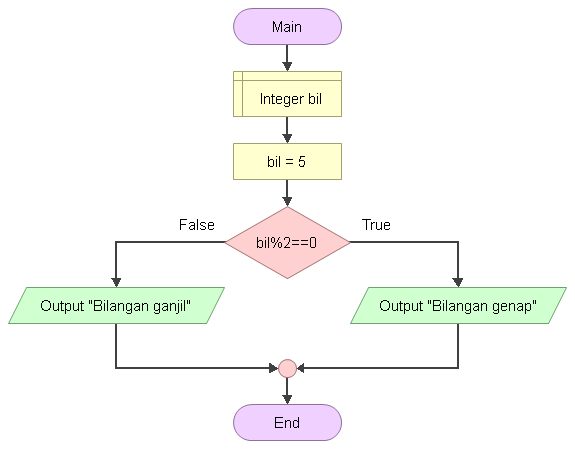 Main
Integer bil
bil = 5
False
True
bil%2==0
Output "Bilangan ganjil"
Output "Bilangan genap"
End